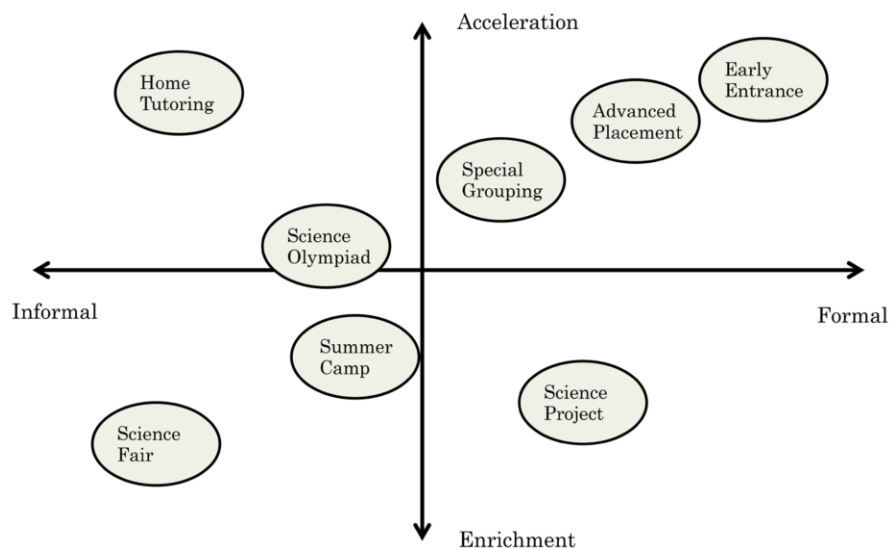 Acceleration
Home
Tutoring
Early
Entrance
Advanced
Placement
Special
Grouping
Science
Olympiad
Informal
Formal
Summer
Camp
Science
Project
Science
Fair
Enrichment